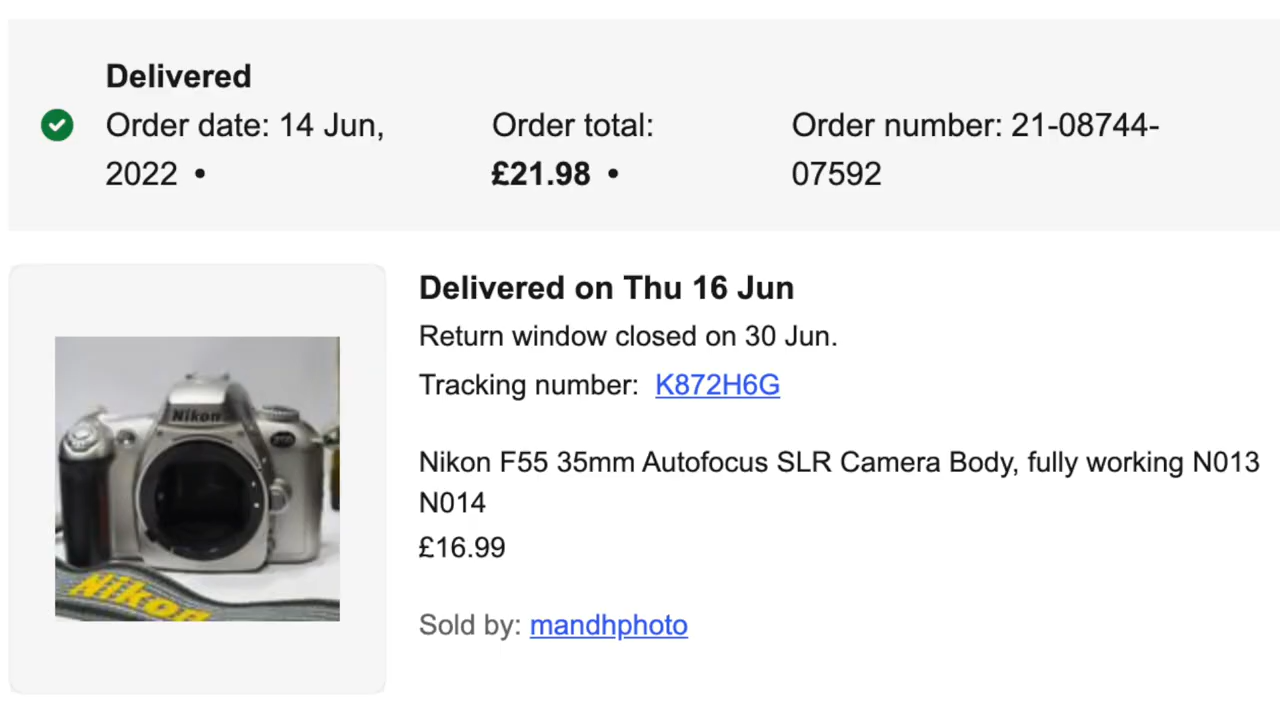 Delivered
Order date: 14 Jun,
2022 •
Order total:
£21.98 •
Order number: 21-08744-
07592
Delivered on Thu 16 Jun
Return window closed on 30 Jun.
Tracking number: K872H6G
Nikon F55 35mm Autofocus SLR Camera Body, fully working N013
N014
£16.99
Sold by: mandhphoto
Nikon
Nikon